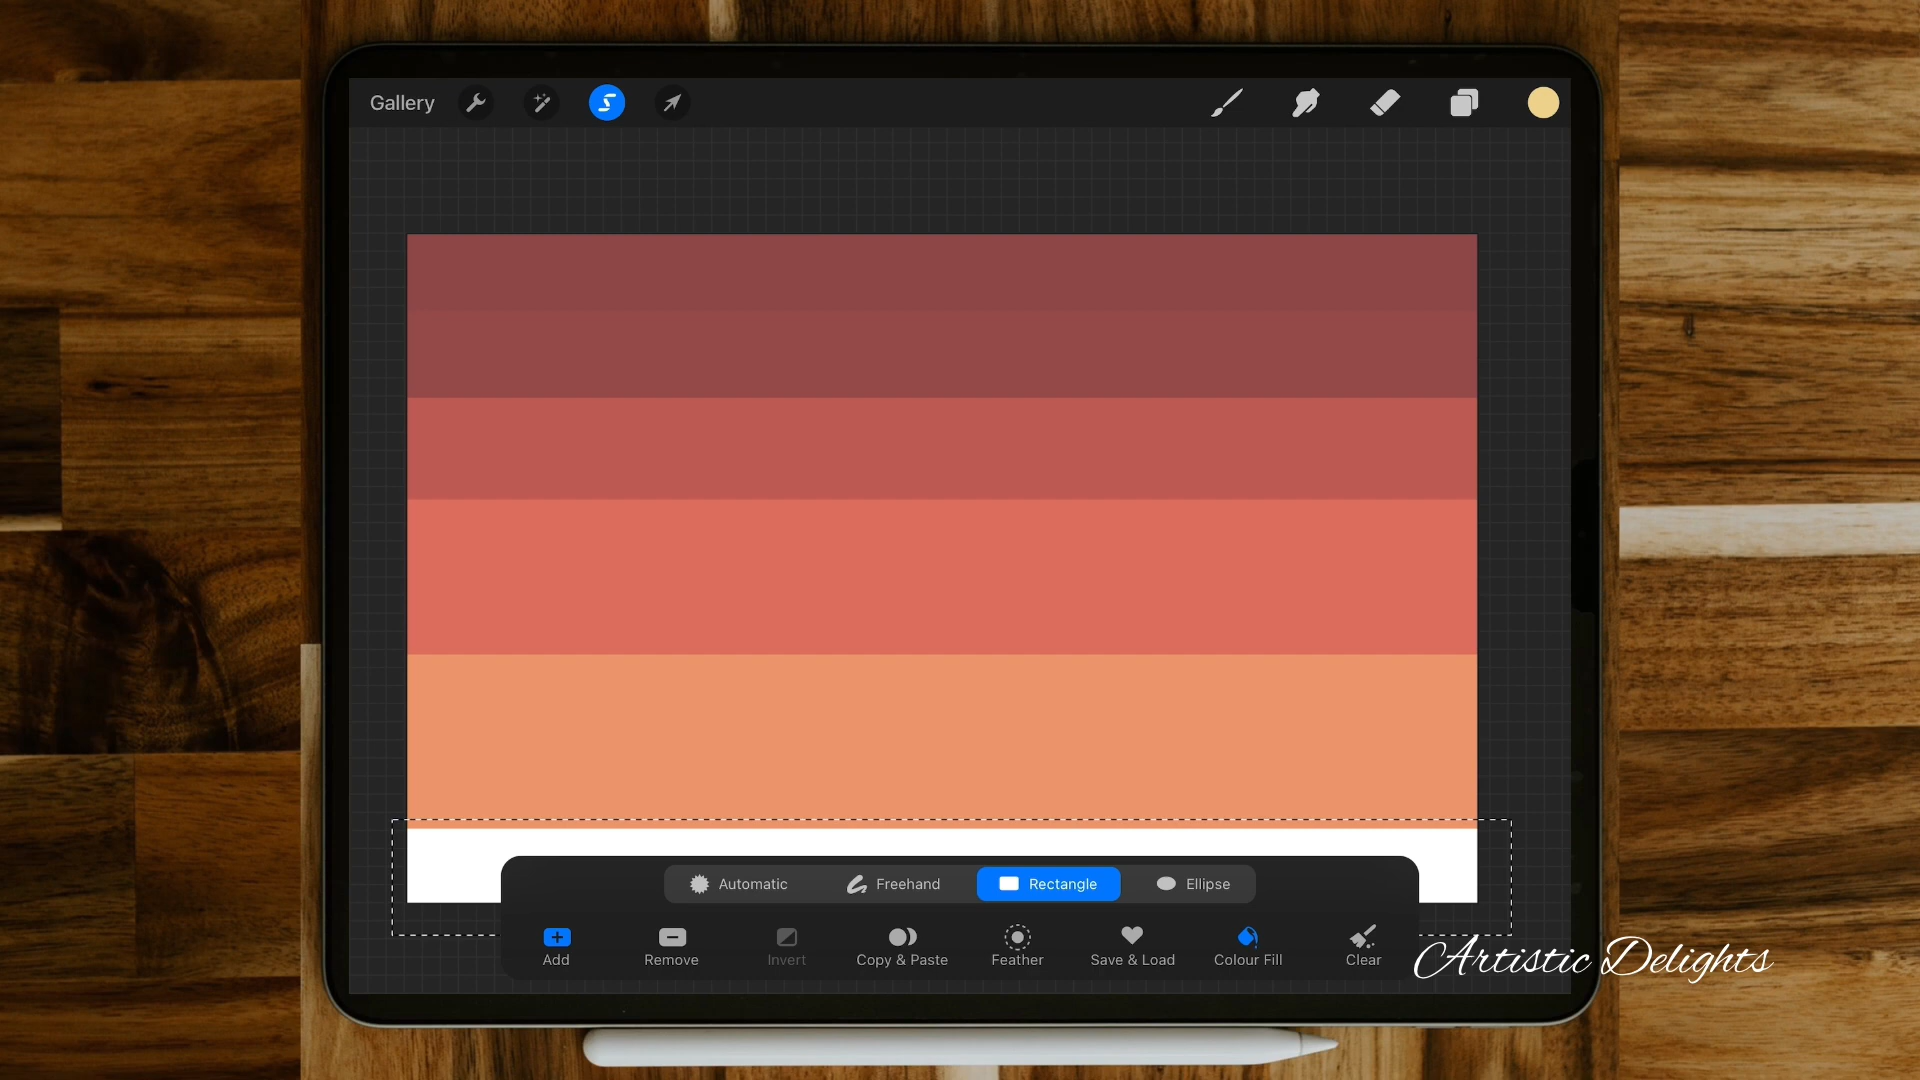 Gallery
Automatic Freehand Rectangle Ellipse
Add Remove Invert Copy & Paste Feather Save & Load Colour Fill Clear
Artistic Delights